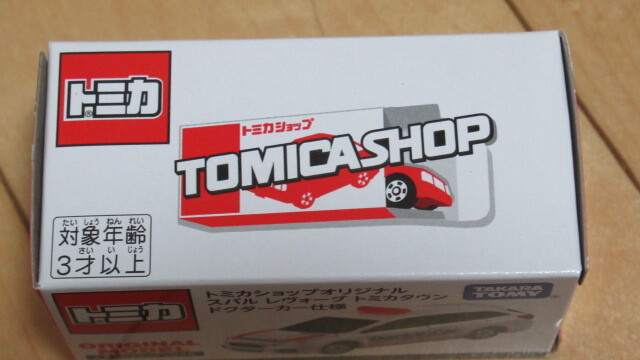 トミカ
®
トミカショップ
TOMICASHOP
たいしょうねんれい
対象年齢
さいいじょう
3才以上
トミカ
トミカショップオリジナル
スバル レヴォーグ トミカタウン
ドクターカー仕様
TAKARA
TOMY
ORIGINAL
MODEL